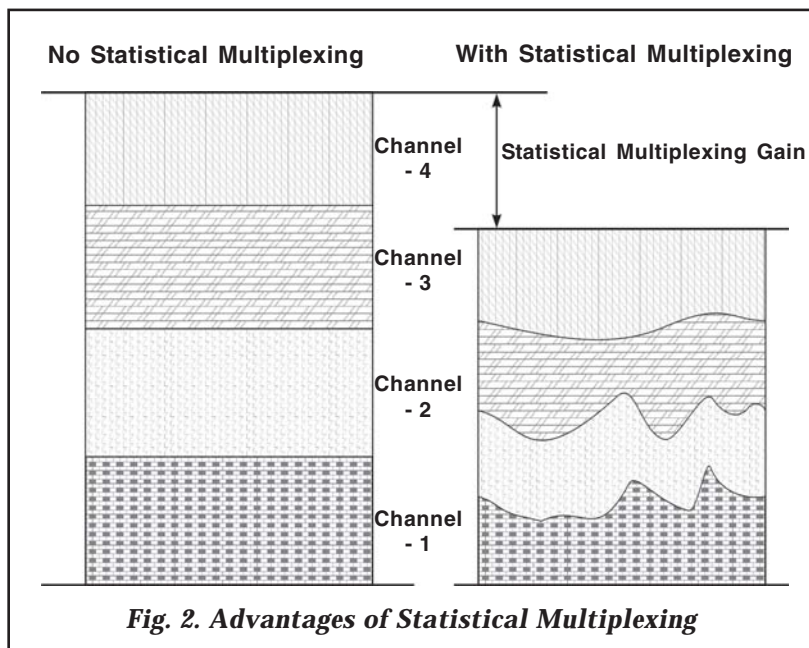 No Statistical Multiplexing
With Statistical Multiplexing
Channel
- 4
Statistical Multiplexing Gain
Channel
- 3
Channel
- 2
Channel
- 1
Fig. 2. Advantages of Statistical Multiplexing